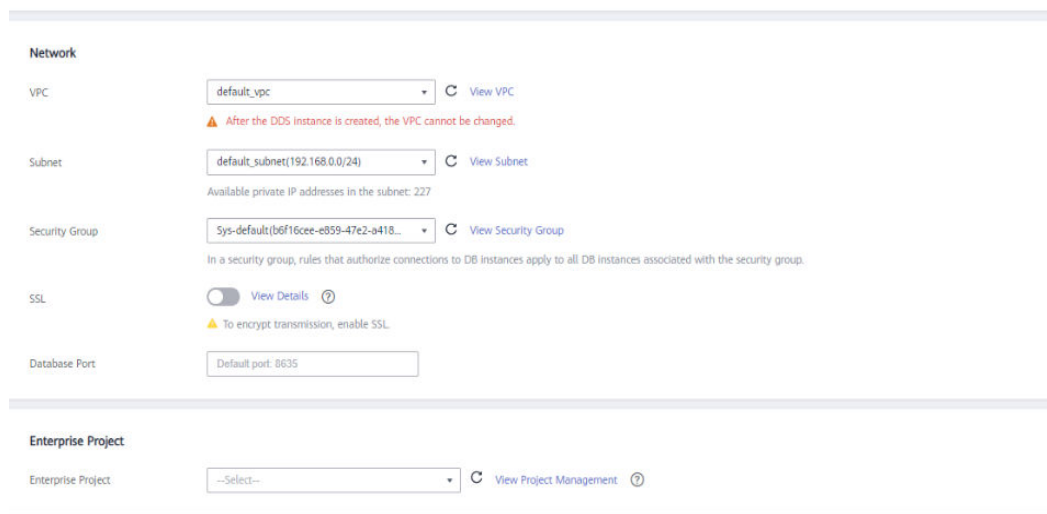 Network
VPC
default_vpc
View VPC
After the DDS instance is created, the VPC cannot be changed.
Subnet
default_subnet(192.168.0.0/24)
View Subnet
Available private IP addresses in the subnet: 227
Security Group
Sys-default(b6f16cee-e859-47e2-a418...
View Security Group
In a security group, rules that authorize connections to DB instances apply to all DB instances associated with the security group.
SSL
View Details
To encrypt transmission, enable SSL.
Database Port
Default port: 8635
Enterprise Project
Enterprise Project
--Select--
View Project Management